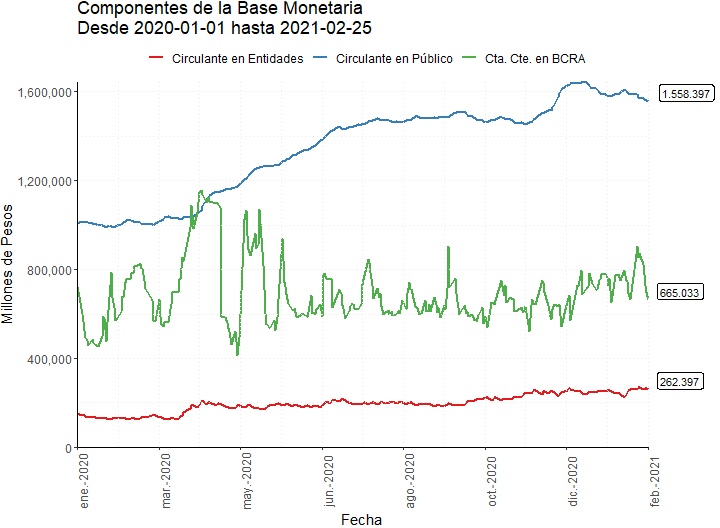 Componentes de la Base Monetaria
Desde 2020-01-01 hasta 2021-02-25
Circulante en Entidades
Circulante en Público
Cta. Cte. en BCRA
Millones de Pesos
1,600,000
1,200,000
800,000
400,000
0
1.558.397
665.033
262.397
ene.-2020
mar.-2020
may.-2020
jun.-2020
ago.-2020
oct.-2020
dic.-2020
feb.-2021
Fecha